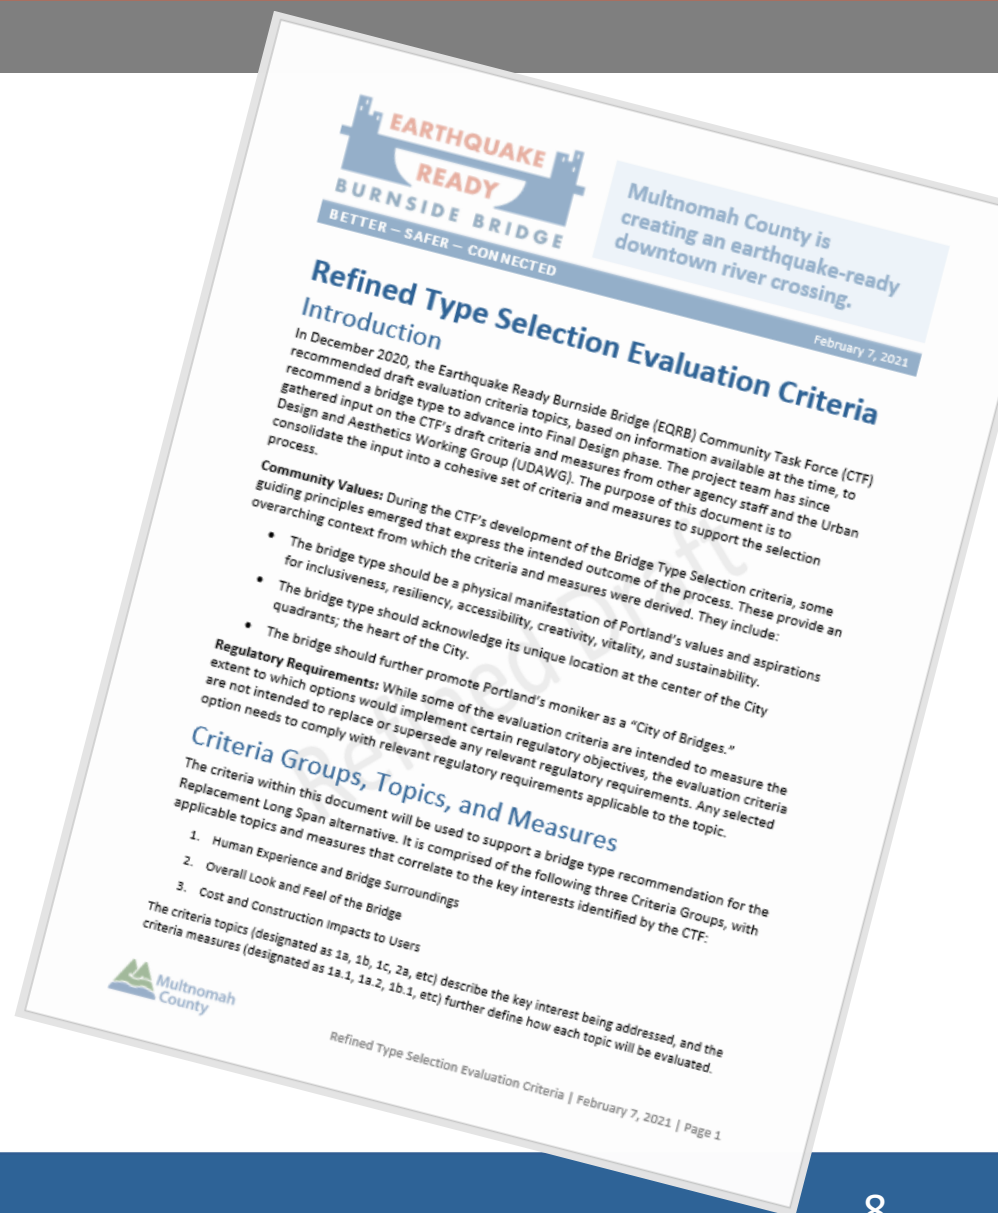 EARTHQUAKE
READY
BURNSIDE BRIDGE
BETTER – SAFER – CONNECTED
Multnomah County is
creating an earthquake-ready
downtown river crossing.
February 7, 2021
Refined Type Selection Evaluation Criteria
Introduction
In December 2020, the Earthquake Ready Burnside Bridge (EQRB) Community Task Force (CTF)
recommended draft evaluation criteria topics, based on information available at the time, to
recommend a bridge type to advance into Final Design phase. The project team has since
gathered input on the CTF's draft criteria and measures from other agency staff and the Urban
Design and Aesthetics Working Group (UDAWG). The purpose of this document is to
consolidate the input into a cohesive set of criteria and measures to support the selection
process.
Community Values: During the CTF's development of the Bridge Type Selection criteria, some
guiding principles emerged that express the intended outcome of the process. These provide an
overarching context from which the criteria and measures were derived. They include:
• The bridge type should be a physical manifestation of Portland's values and aspirations
for inclusiveness, resiliency, accessibility, creativity, vitality, and sustainability.
• The bridge type should acknowledge its unique location at the center of the City
quadrants; the heart of the City.
• The bridge should further promote Portland's moniker as a "City of Bridges."
Regulatory Requirements: While some of the evaluation criteria are intended to measure the
extent to which options would implement certain regulatory objectives, the evaluation criteria
are not intended to replace or supersede any relevant regulatory requirements. Any selected
option needs to comply with relevant regulatory requirements applicable to the topic.
Criteria Groups, Topics, and Measures
The criteria within this document will be used to support a bridge type recommendation for the
Replacement Long Span alternative. It is comprised of the following three Criteria Groups, with
applicable topics and measures that correlate to the key interests identified by the CTF:
1. Human Experience and Bridge Surroundings
2. Overall Look and Feel of the Bridge
3. Cost and Construction Impacts to Users
The criteria topics (designated as 1a, 1b, 1c, 2a, etc) describe the key interest being addressed, and the
criteria measures (designated as 1a.1, 1a.2, 1b.1, etc) further define how each topic will be evaluated.
Refined Draft
Multnomah
County
Refined Type Selection Evaluation Criteria | February 7, 2021 | Page 1
8